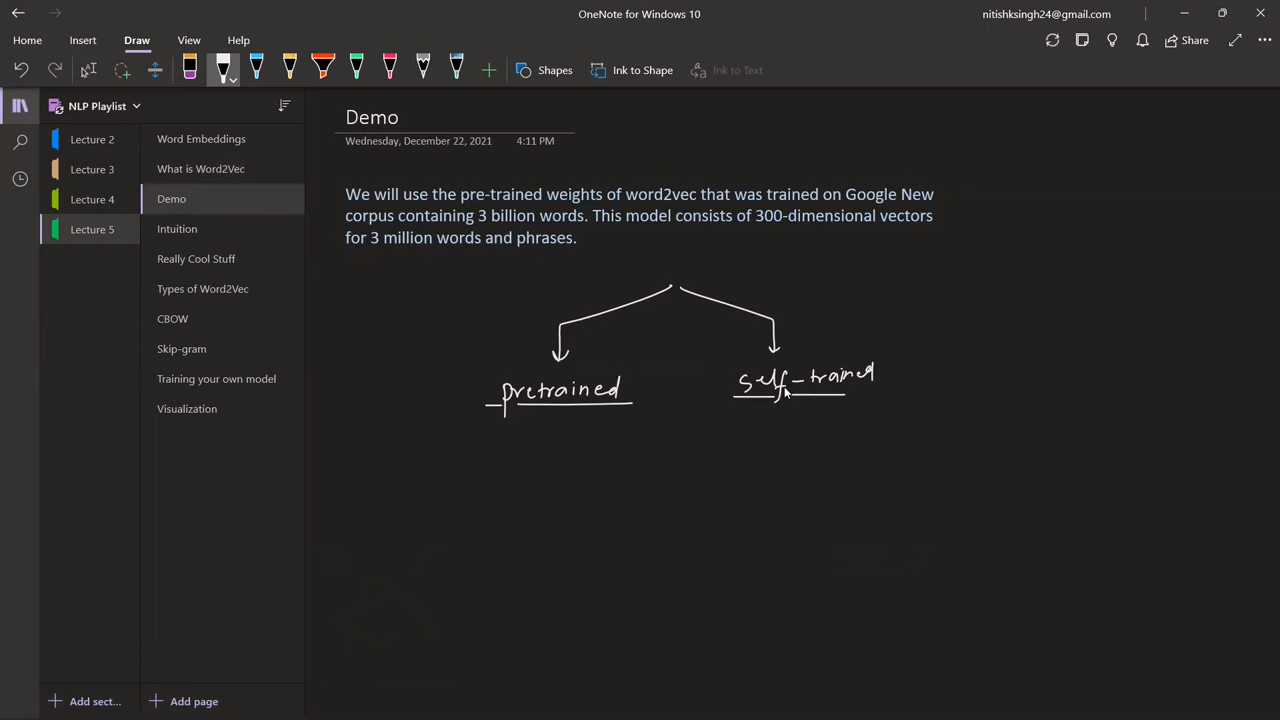 OneNote for Windows 10
nitishksingh24@gmail.com
Home Insert Draw View Help
Share
Shapes Ink to Shape Ink to Text
NLP Playlist
Lecture 2
Lecture 3
Lecture 4
Lecture 5
Word Embeddings
What is Word2Vec
Demo
Intuition
Really Cool Stuff
Types of Word2Vec
CBOW
Skip-gram
Training your own model
Visualization
Add sect...
Add page
Demo
Wednesday, December 22, 2021 4:11 PM
We will use the pre-trained weights of word2vec that was trained on Google New
corpus containing 3 billion words. This model consists of 300-dimensional vectors
for 3 million words and phrases.
pretrained
self-trained